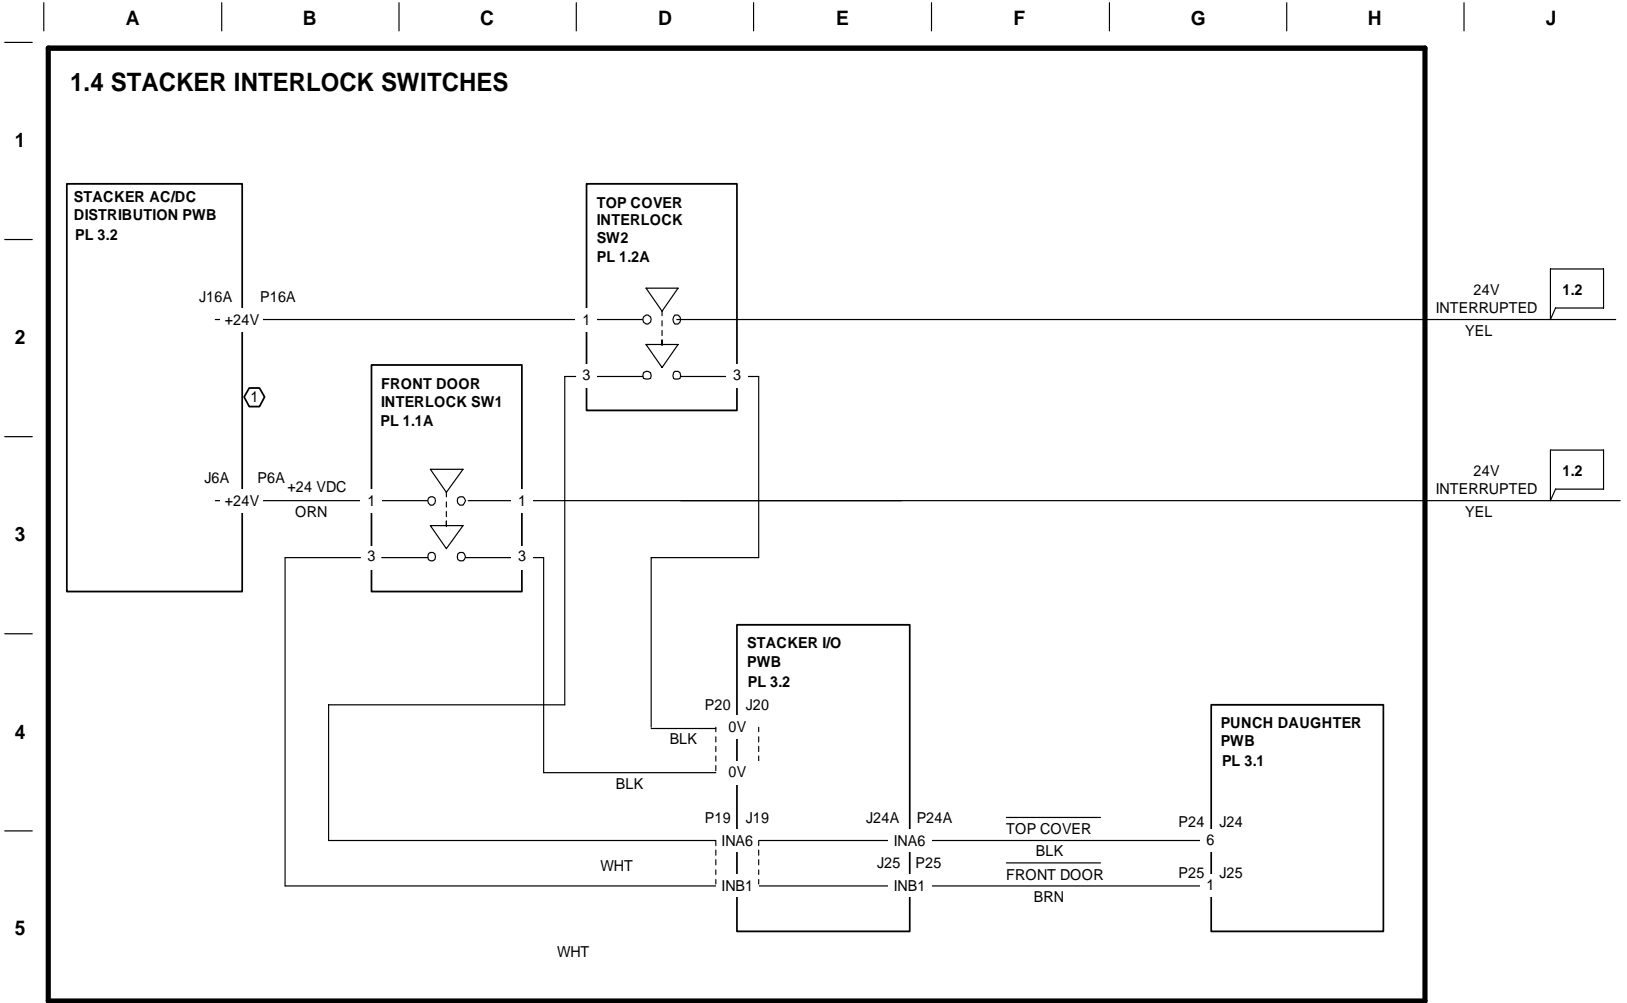 A B C D E F G H J
1.4 STACKER INTERLOCK SWITCHES
1
STACKER AC/DC
DISTRIBUTION PWB
PL 3.2
TOP COVER
INTERLOCK
SW2
PL 1.2A
J16A P16A
+24V
1
24V
INTERRUPTED
YEL
1.2
2
3 3
1
FRONT DOOR
INTERLOCK SW1
PL 1.1A
J6A P6A
+24V
+24 VDC
ORN
1 1
24V
INTERRUPTED
YEL
1.2
3
3 3
STACKER I/O
PWB
PL 3.2
P20 J20
0V
BLK
0V
BLK
4
PUNCH DAUGHTER
PWB
PL 3.1
P19 J19
INA6
J24A P24A
INA6
TOP COVER
BLK
P24 J24
6
WHT
INB1
J25 P25
INB1
FRONT DOOR
BRN
P25 J25
1
5
WHT